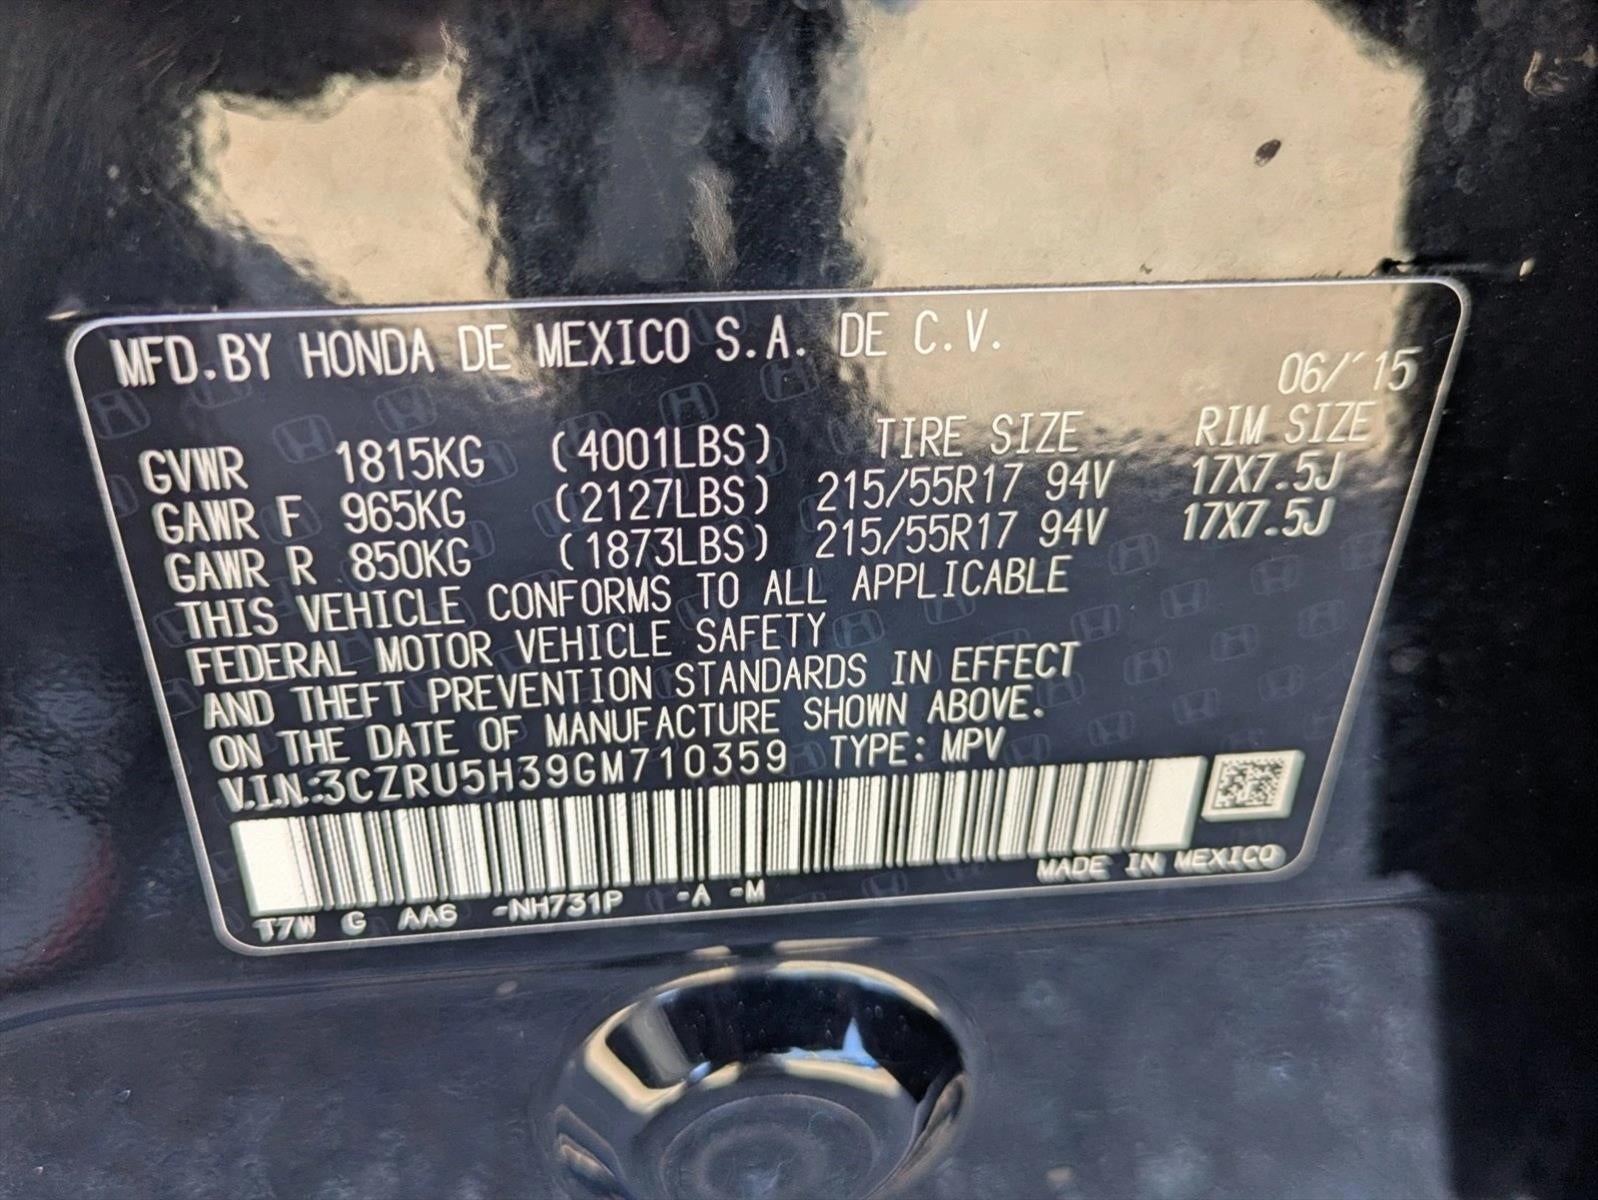 MFD.BY HONDA DE MEXICO S.A. DE C.V.
06/'15
GVWR 1815KG (4001LBS) TIRE SIZE RIM SIZE
GAWR F 965KG (2127LBS) 215/55R17 94V 17X7.5J
GAWR R 850KG (1873LBS) 215/55R17 94V 17X7.5J
THIS VEHICLE CONFORMS TO ALL APPLICABLE
FEDERAL MOTOR VEHICLE SAFETY
AND THEFT PREVENTION STANDARDS IN EFFECT
ON THE DATE OF MANUFACTURE SHOWN ABOVE.
V.I.N.:3CZRU5H39GM710359 TYPE: MPV
MADE IN MEXICO
T7W G AA6 -NH731P -A -M